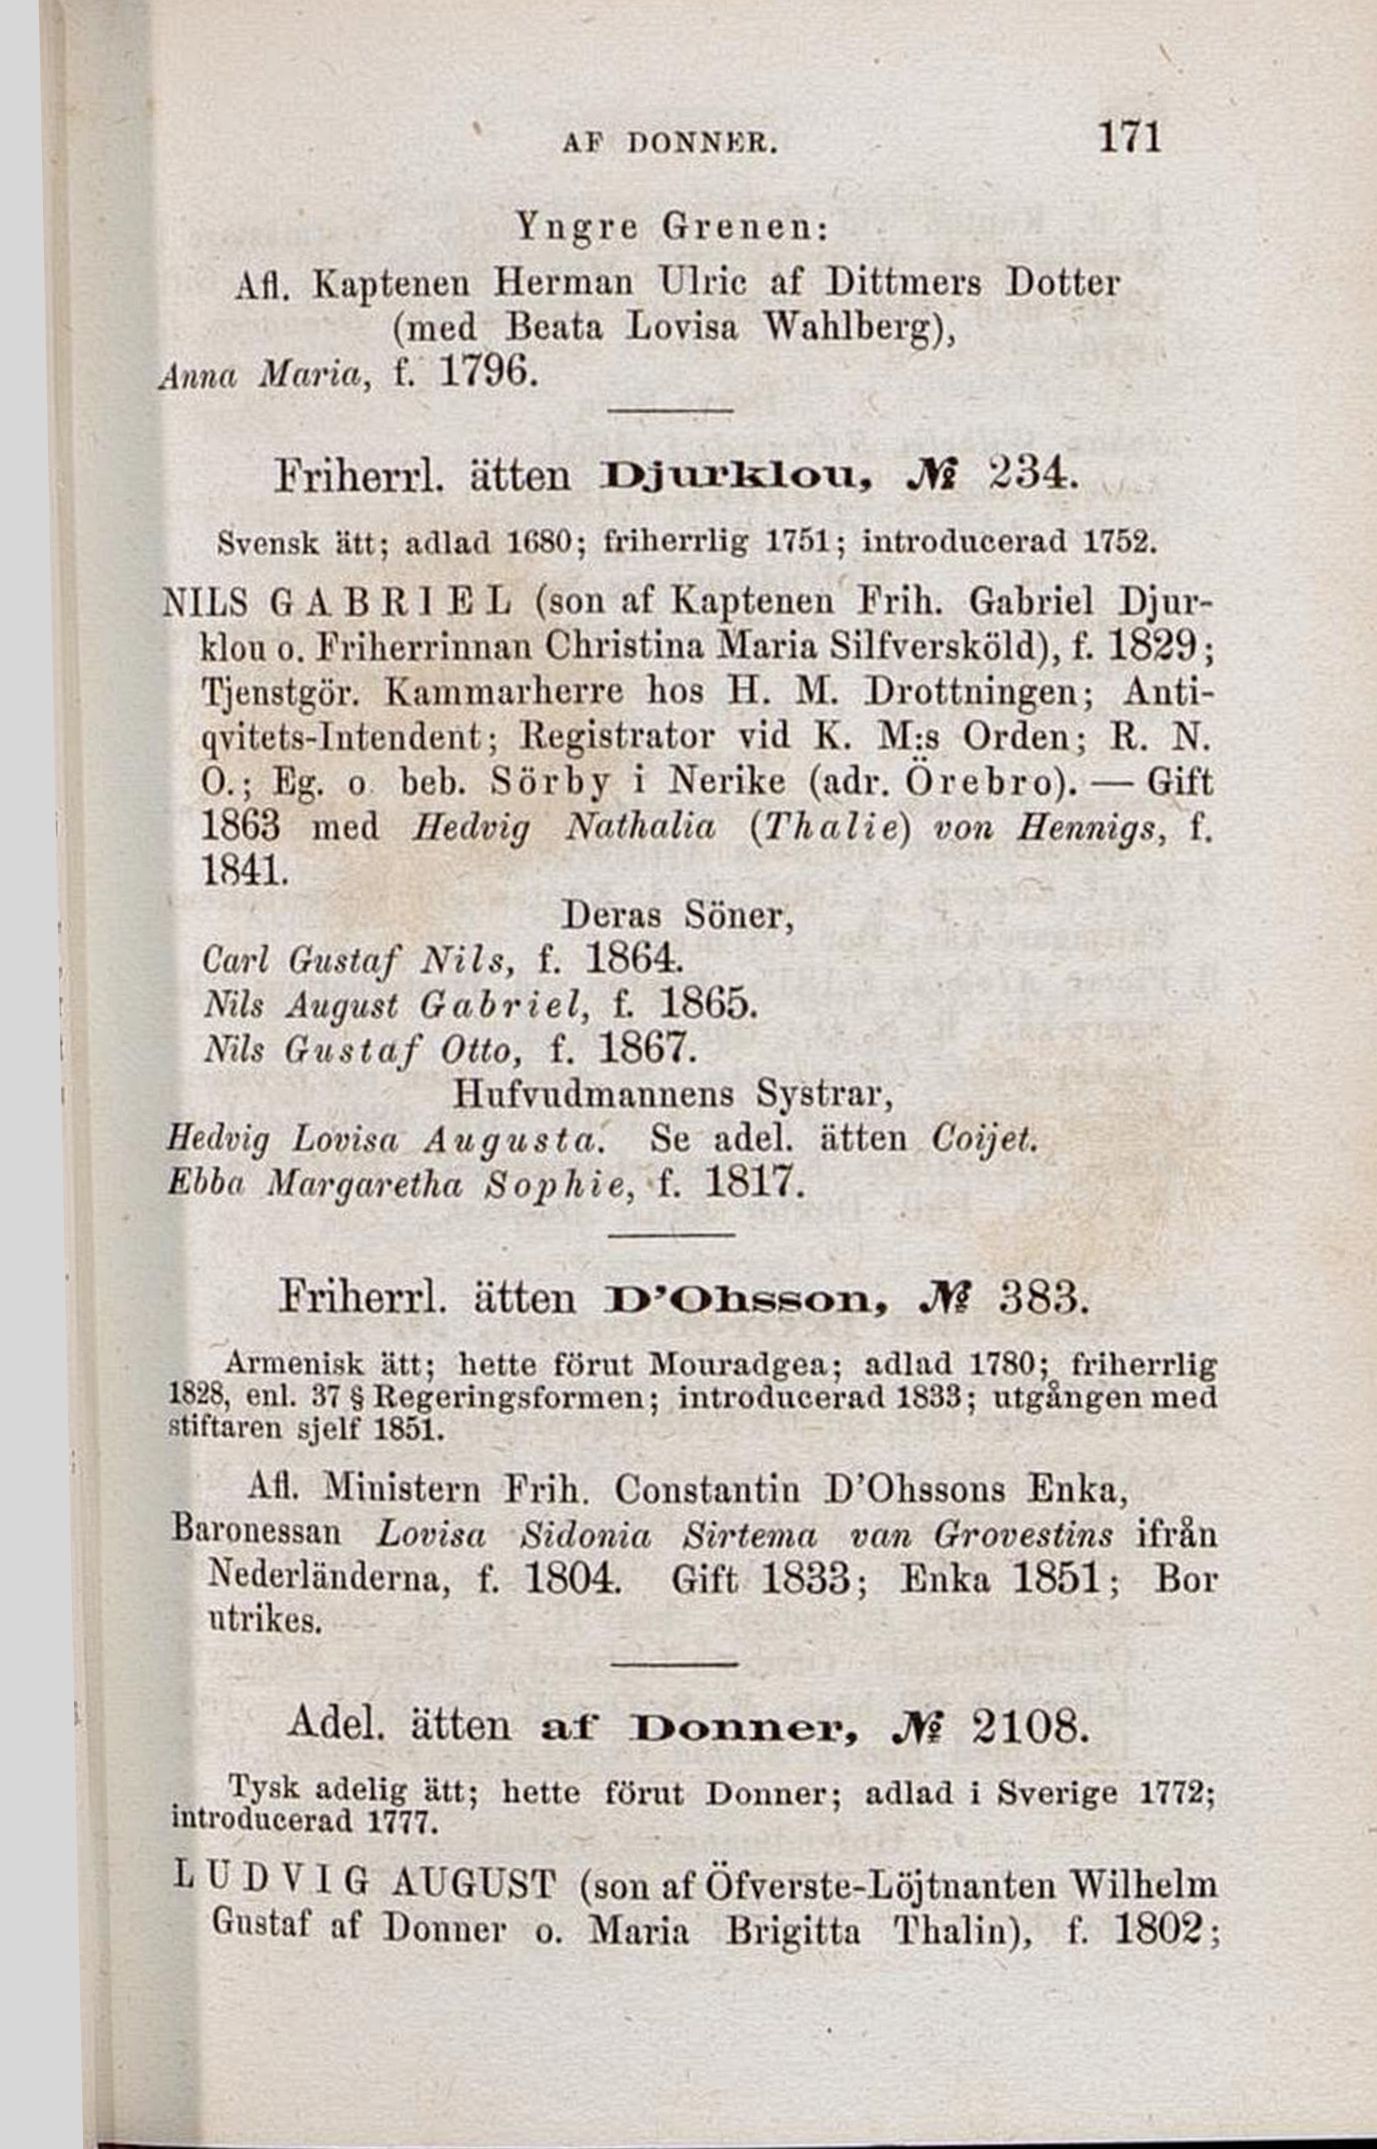 AF DONNER. 171
Yngre Grenen:
Afl. Kaptenen Herman Ulric af Dittmers Dotter
(med Beata Lovisa Wahlberg),
Anna Maria, f. 1796.
Friherrl. ätten Djurklou, № 234.
Svensk ätt; adlad 1680; friherrlig 1751; introducerad 1752.
NILS GABRIEL (son af Kaptenen Frih. Gabriel Djur-
klou o. Friherrinnan Christina Maria Silfversköld), f. 1829;
Tjenstgör. Kammarherre hos H. M. Drottningen; Anti-
qvitets-Intendent; Registrator vid K. M:s Orden; R. N.
O.; Eg. o. beb. Sörby i Nerike (adr. Örebro). — Gift
1863 med Hedvig Nathalia (Thalie) von Hennigs, f.
1841.
Deras Söner,
Carl Gustaf Nils, f. 1864.
Nils August Gabriel, f. 1865.
Nils Gustaf Otto, f. 1867.
Hufvudmannens Systrar,
Hedvig Lovisa Augusta. Se adel. ätten Coijet.
Ebba Margaretha Sophie, f. 1817.
Friherrl. ätten D'Ohsson, № 383.
Armenisk ätt; hette förut Mouradgea; adlad 1780; friherrlig
1828, enl. 37 § Regeringsformen; introducerad 1833; utgången med
stiftaren sjelf 1851.
Afl. Ministern Frih. Constantin D'Ohssons Enka,
Baronessan Lovisa Sidonia Sirtema van Grovestins ifrån
Nederländerna, f. 1804. Gift 1833; Enka 1851; Bor
utrikes.
Adel. ätten af Donner, № 2108.
Tysk adelig ätt; hette förut Donner; adlad i Sverige 1772;
introducerad 1777.
LUDVIG AUGUST (son af Öfverste-Löjtnanten Wilhelm
Gustaf af Donner o. Maria Brigitta Thalin), f. 1802;